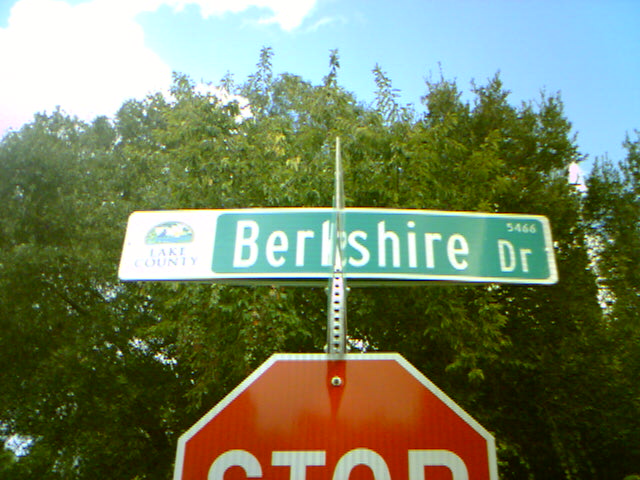 LAKE
COUNTY
Berkshire Dr
5466
STOP